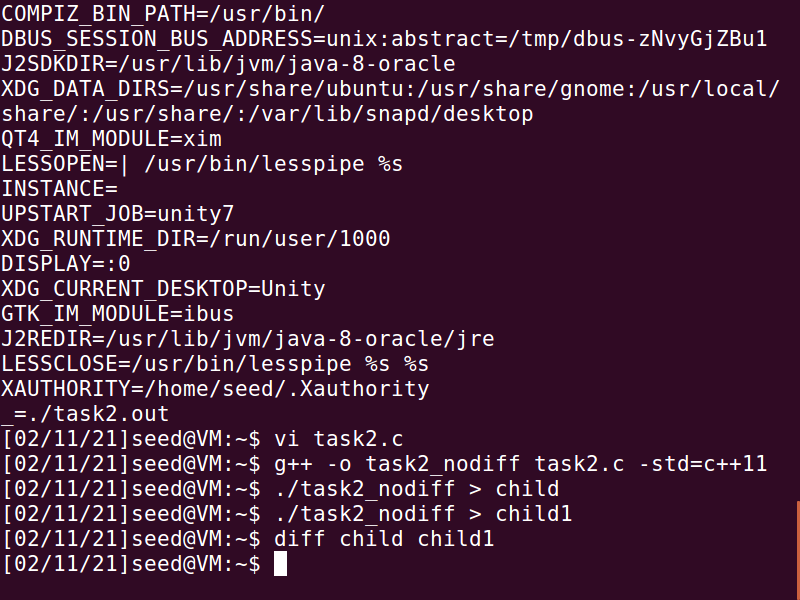 COMPIZ_BIN_PATH=/usr/bin/
DBUS_SESSION_BUS_ADDRESS=unix:abstract=/tmp/dbus-zNvyGjZBu1
J2SDKDIR=/usr/lib/jvm/java-8-oracle
XDG_DATA_DIRS=/usr/share/ubuntu:/usr/share/gnome:/usr/local/
share/:/usr/share/:/var/lib/snapd/desktop
QT4_IM_MODULE=xim
LESSOPEN=| /usr/bin/lesspipe %s
INSTANCE=
UPSTART_JOB=unity7
XDG_RUNTIME_DIR=/run/user/1000
DISPLAY=:0
XDG_CURRENT_DESKTOP=Unity
GTK_IM_MODULE=ibus
J2REDIR=/usr/lib/jvm/java-8-oracle/jre
LESSCLOSE=/usr/bin/lesspipe %s %s
XAUTHORITY=/home/seed/.Xauthority
_=./task2.out
[02/11/21]seed@VM:~$ vi task2.c
[02/11/21]seed@VM:~$ g++ -o task2_nodiff task2.c -std=c++11
[02/11/21]seed@VM:~$ ./task2_nodiff > child
[02/11/21]seed@VM:~$ ./task2_nodiff > child1
[02/11/21]seed@VM:~$ diff child child1
[02/11/21]seed@VM:~$